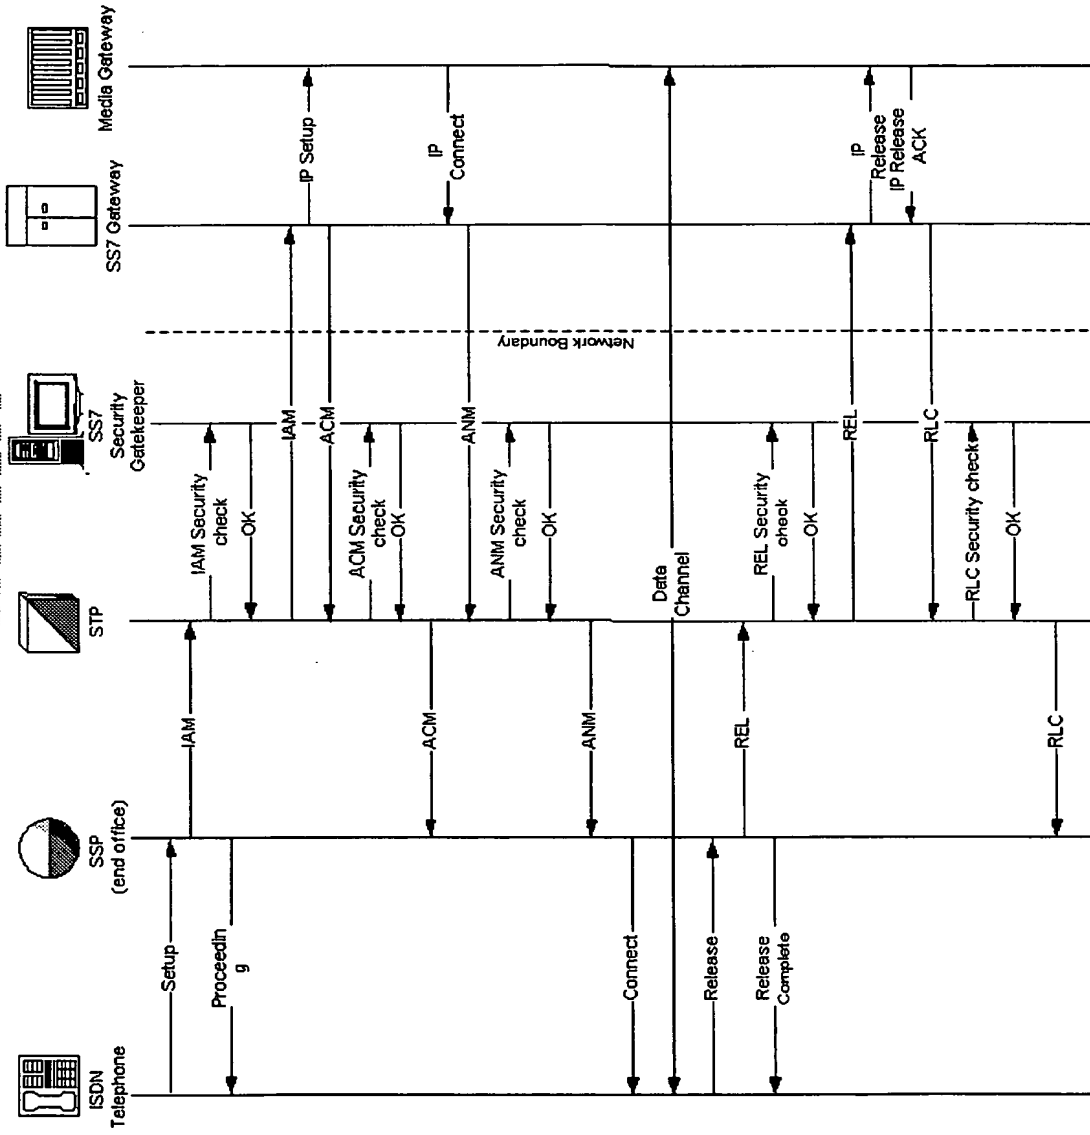 ISDN
Telephone
SSP
(end office)
STP
SS7
Security
Gatekeeper
SS7 Gateway
Media Gateway
Setup
IAM
IAM Security
check
Proceedin
g
OK
IAM
IP Setup
ACM
ACM Security
check
OK
ACM
IP
Connect
ANM
ANM Security
check
OK
Network Boundary
ANM
Connect
Data
Channel
Release
REL
REL Security
check
Release
Complete
OK
REL
IP
Release
IP Release
ACK
RLC
RLC Security check
OK
RLC